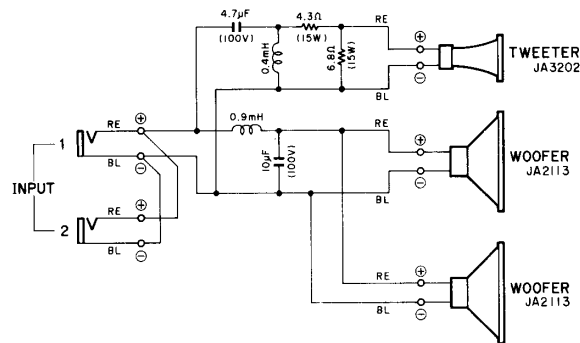 4.7μF
(100V)
4.3Ω
(15W)
RE
⊕
0.4mH
6.8Ω
(15W)
⊖
BL
TWEETER
JA3202
1
RE
⊕
0.9mH
RE
⊕
BL
⊖
10μF
(100V)
WOOFER
JA2113
INPUT
BL
⊖
2
RE
⊕
BL
⊖
RE
⊕
WOOFER
JA2113
BL
⊖